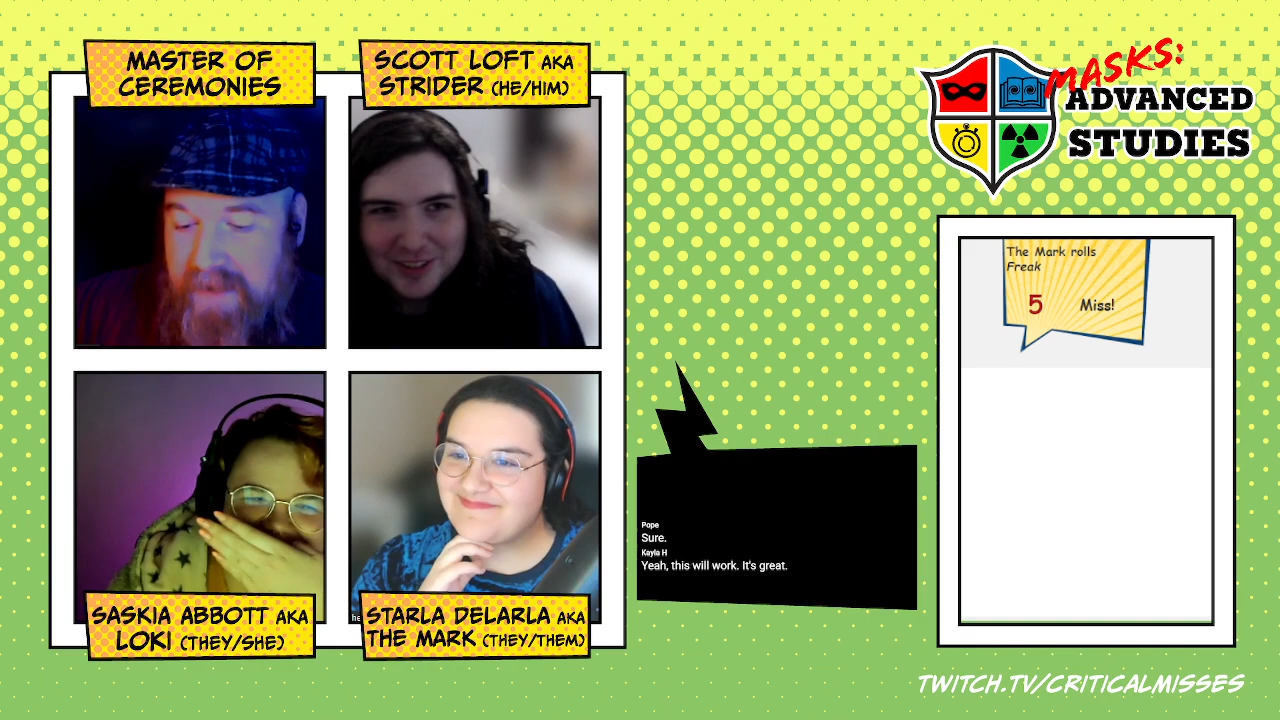 MASTER OF
CEREMONIES
SCOTT LOFT AKA
STRIDER (HE/HIM)
MASKS:
ADVANCED
STUDIES
The Mark rolls
Freak
5 Miss!
Pope
Sure.
Kayla H
Yeah, this will work. It's great.
SASKIA ABBOTT AKA
LOKI (THEY/SHE)
he
STARLA DELARLA AKA
THE MARK (THEY/THEM)
TWITCH.TV/CRITICALMISSES